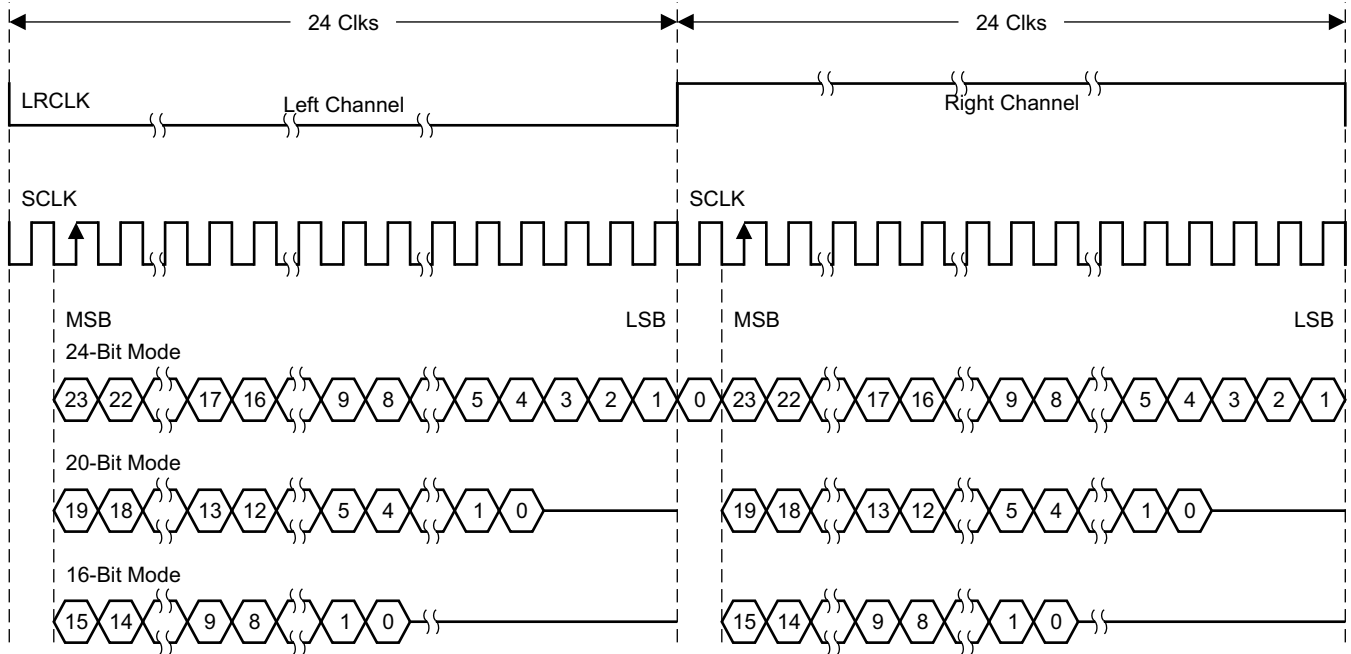 24 Clks 24 Clks
LRCLK Left Channel Right Channel
SCLK SCLK
MSB LSB MSB LSB
24-Bit Mode
23 22 17 16 9 8 5 4 3 2 1 0 23 22 17 16 9 8 5 4 3 2 1
20-Bit Mode
19 18 13 12 5 4 1 0 19 18 13 12 5 4 1 0
16-Bit Mode
15 14 9 8 1 0 15 14 9 8 1 0